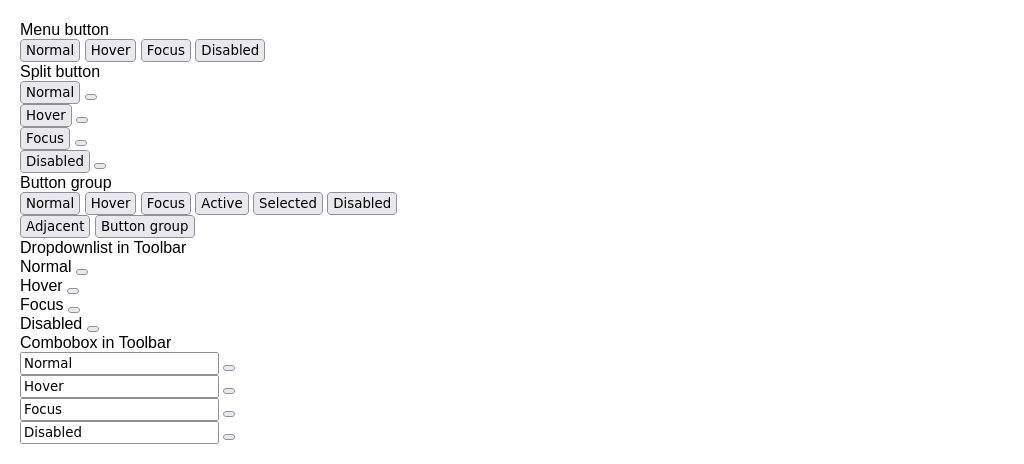 Menu button
Normal Hover Focus Disabled
Split button
Normal
Hover
Focus
Disabled
Button group
Normal Hover Focus Active Selected Disabled
Adjacent Button group
Dropdownlist in Toolbar
Normal
Hover
Focus
Disabled
Combobox in Toolbar
Normal
Hover
Focus
Disabled